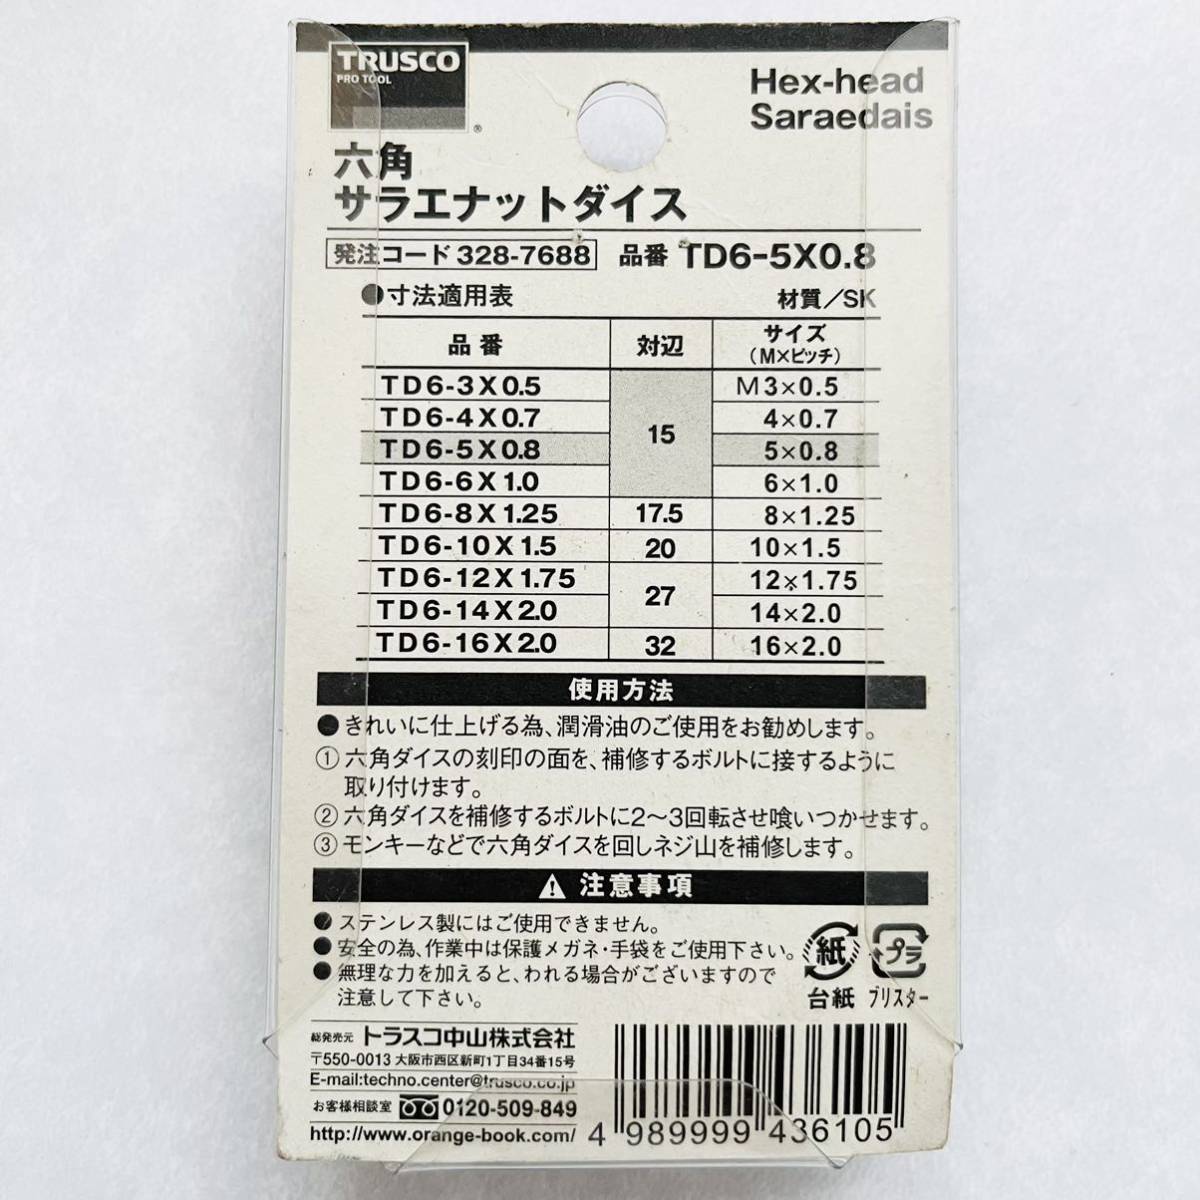 TRUSCO
PRO TOOL
®
Hex-head
Saraedais
六角
サラエナットダイス
発注コード 328-7688 品番 TD6-5X0.8
●寸法適用表 材質/SK
品番 対辺 サイズ
(M×ピッチ)
TD6-3X0.5 M3×0.5
TD6-4X0.7 4×0.7
15
TD6-5X0.8 5×0.8
TD6-6X1.0 6×1.0
TD6-8X1.25 17.5 8×1.25
TD6-10X1.5 20 10×1.5
TD6-12X1.75 12×1.75
27
TD6-14X2.0 14×2.0
TD6-16X2.0 32 16×2.0
使用方法
●きれいに仕上げる為、潤滑油のご使用をお勧めします。
①六角ダイスの刻印の面を、補修するボルトに接するように
取り付けます。
②六角ダイスを補修するボルトに2〜3回転させ喰いつかせます。
③モンキーなどで六角ダイスを回しネジ山を補修します。
注意事項
●ステンレス製にはご使用できません。
●安全の為、作業中は保護メガネ・手袋をご使用下さい。
●無理な力を加えると、われる場合がございますので
注意して下さい。
紙 プラ
台紙 ブリスター
総発売元 トラスコ中山株式会社
〒550-0013 大阪市西区新町1丁目34番15号
E-mail:techno.center@trusco.co.jp
お客様相談室 0120-509-849
http://www.orange-book.com/
4 989999 436105